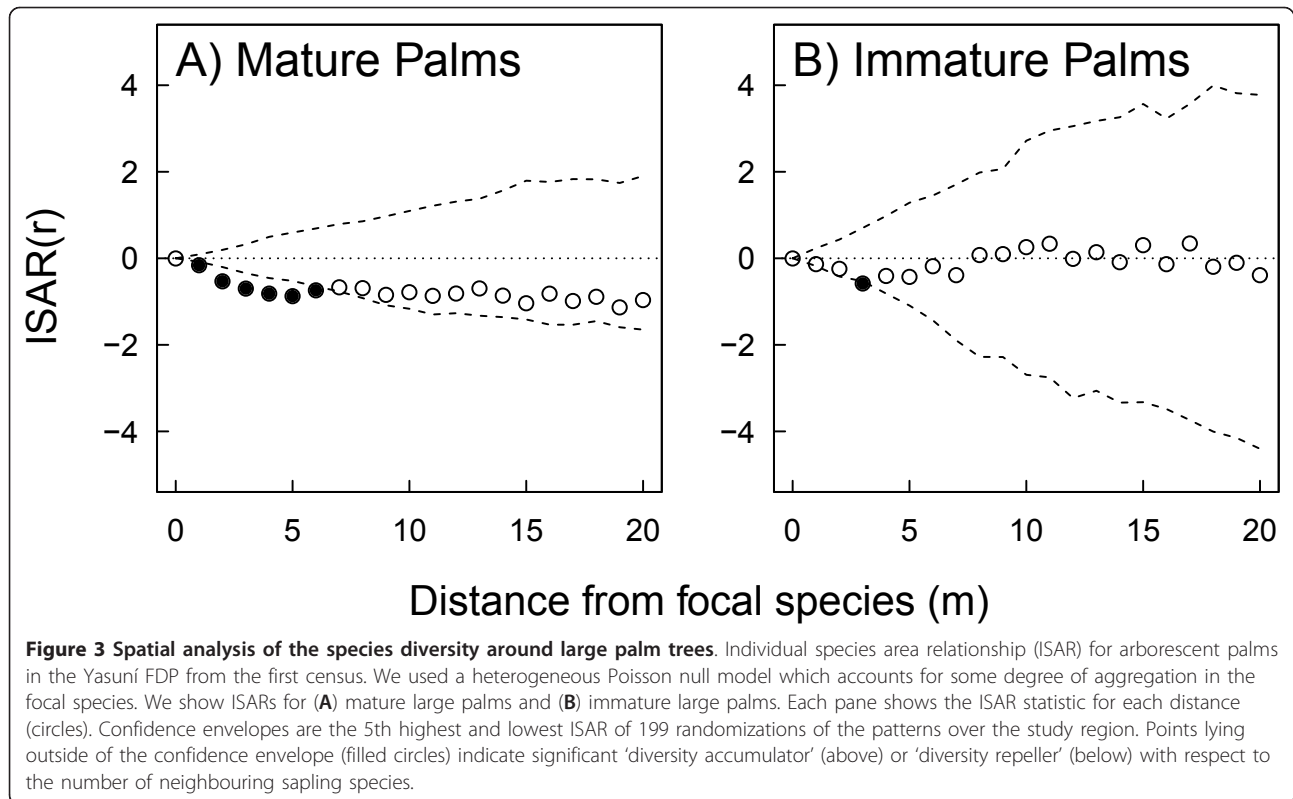 A) Mature Palms
B) Immature Palms
ISAR(r)
4
2
0
−2
−4
4
2
0
−2
−4
0 5 10 15 20
0 5 10 15 20
Distance from focal species (m)
Figure 3 Spatial analysis of the species diversity around large palm trees. Individual species area relationship (ISAR) for arborescent palms
in the Yasuní FDP from the first census. We used a heterogeneous Poisson null model which accounts for some degree of aggregation in the
focal species. We show ISARs for (A) mature large palms and (B) immature large palms. Each pane shows the ISAR statistic for each distance
(circles). Confidence envelopes are the 5th highest and lowest ISAR of 199 randomizations of the patterns over the study region. Points lying
outside of the confidence envelope (filled circles) indicate significant ‘diversity accumulator’ (above) or ‘diversity repeller’ (below) with respect to
the number of neighbouring sapling species.